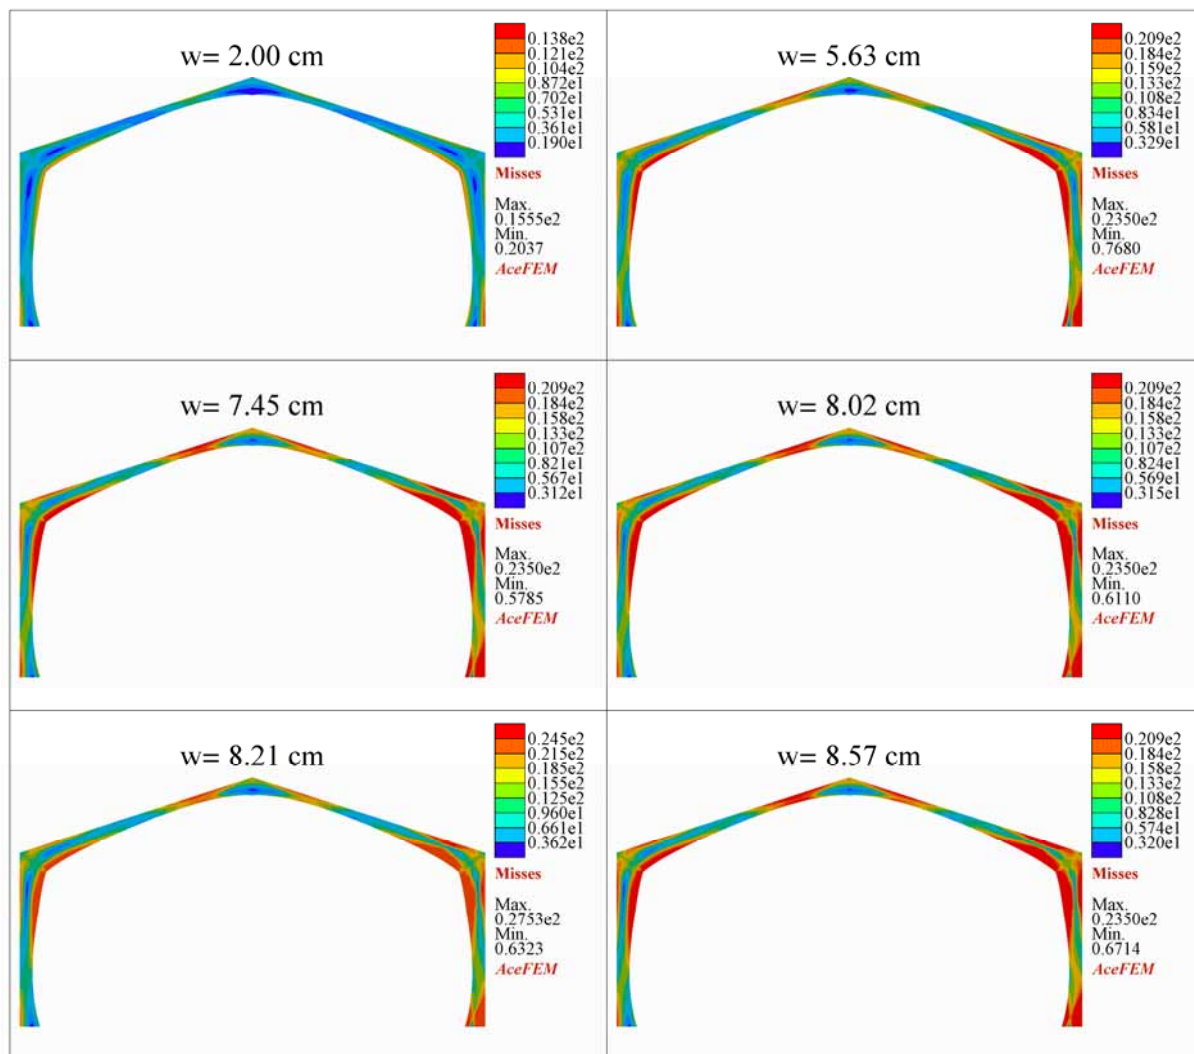 w= 2.00 cm
0.138e2
0.121e2
0.104e2
0.872e1
0.702e1
0.531e1
0.361e1
0.190e1
Misses
Max.
0.1555e2
Min.
0.2037
AceFEM
w= 5.63 cm
0.209e2
0.184e2
0.159e2
0.133e2
0.108e2
0.834e1
0.581e1
0.329e1
Misses
Max.
0.2350e2
Min.
0.7680
AceFEM
w= 7.45 cm
0.209e2
0.184e2
0.158e2
0.133e2
0.107e2
0.821e1
0.567e1
0.312e1
Misses
Max.
0.2350e2
Min.
0.5785
AceFEM
w= 8.02 cm
0.209e2
0.184e2
0.158e2
0.133e2
0.107e2
0.824e1
0.569e1
0.315e1
Misses
Max.
0.2350e2
Min.
0.6110
AceFEM
w= 8.21 cm
0.245e2
0.215e2
0.185e2
0.155e2
0.125e2
0.960e1
0.661e1
0.362e1
Misses
Max.
0.2753e2
Min.
0.6323
AceFEM
w= 8.57 cm
0.209e2
0.184e2
0.158e2
0.133e2
0.108e2
0.828e1
0.574e1
0.320e1
Misses
Max.
0.2350e2
Min.
0.6714
AceFEM